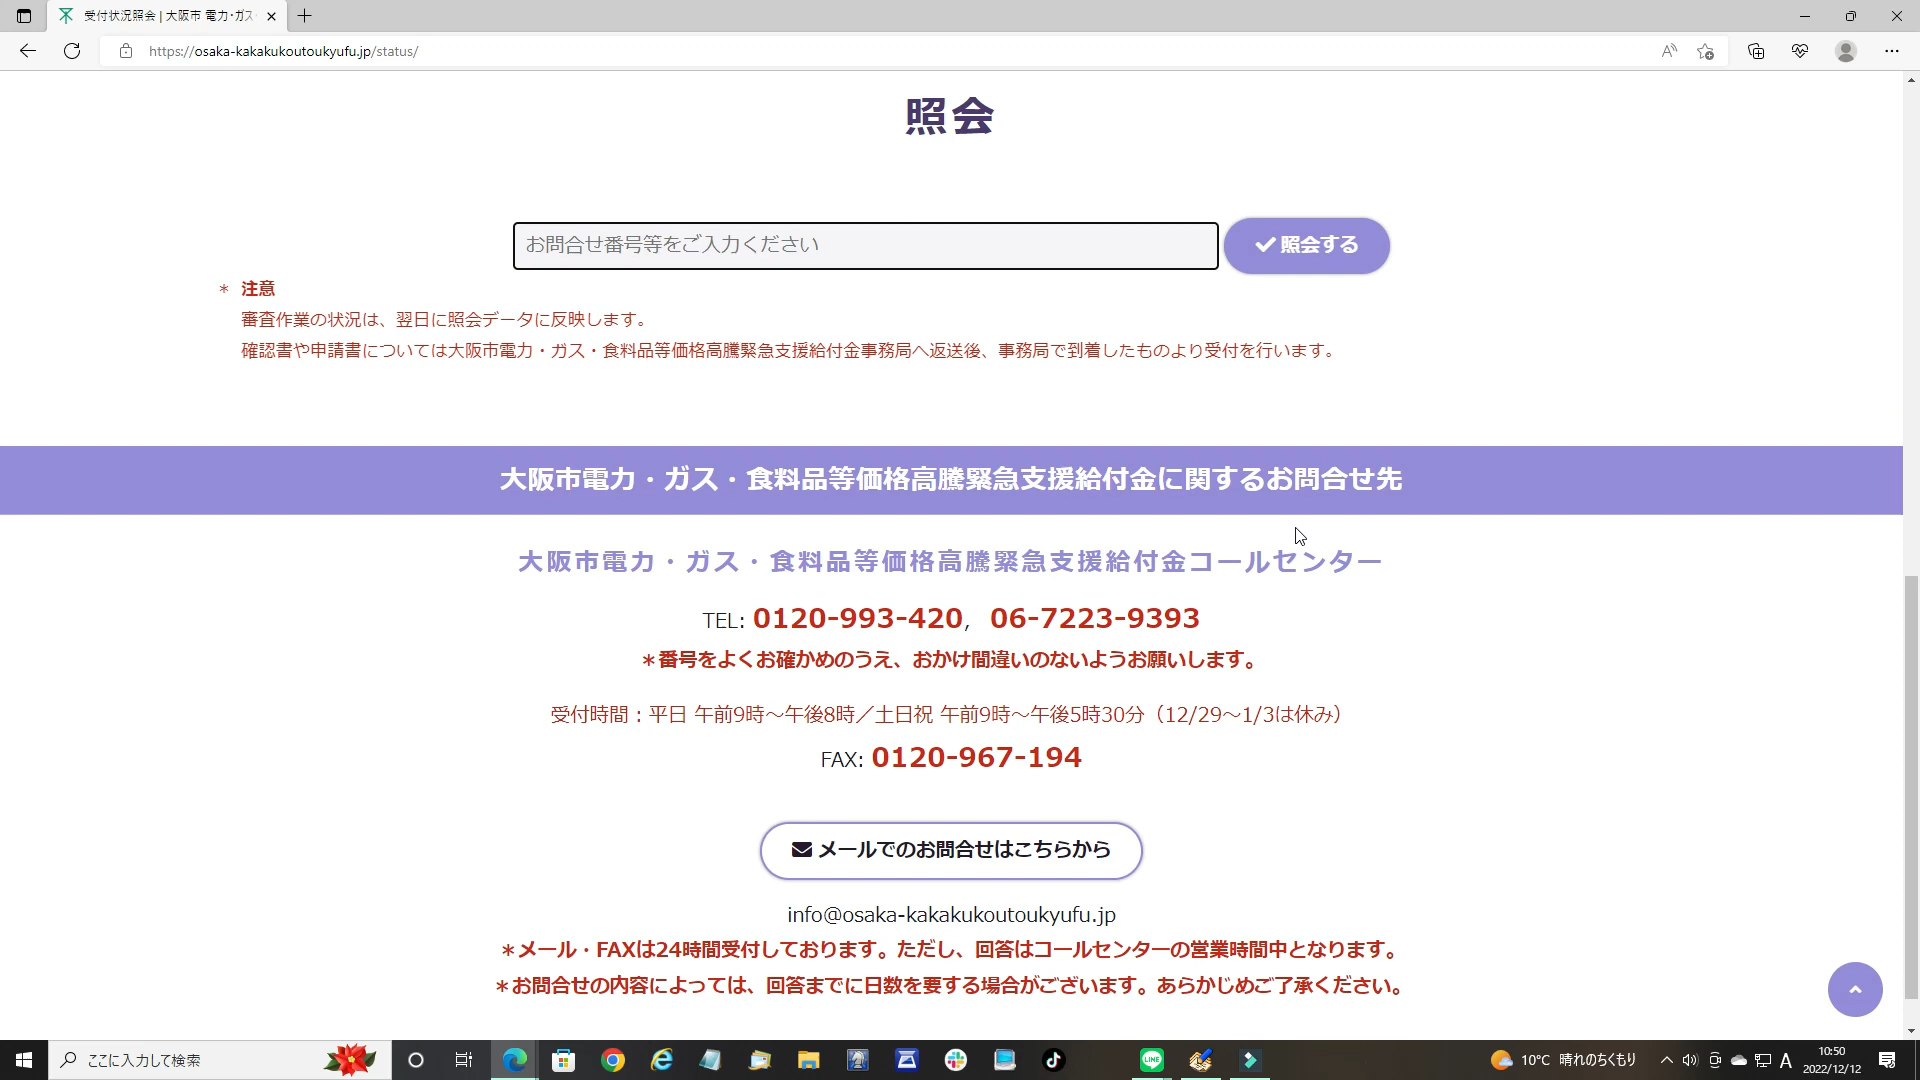 受付状況照会 | 大阪市 電力・ガス
https://osaka-kakakukoutoukyufu.jp/status/
照会
お問合せ番号等をご入力ください
照会する
＊ 注意
審査作業の状況は、翌日に照会データに反映します。
確認書や申請書については大阪市電力・ガス・食料品等価格高騰緊急支援給付金事務局へ返送後、事務局で到着したものより受付を行います。
大阪市電力・ガス・食料品等価格高騰緊急支援給付金に関するお問合せ先
大阪市電力・ガス・食料品等価格高騰緊急支援給付金コールセンター
TEL: 0120-993-420, 06-7223-9393
＊番号をよくお確かめのうえ、おかけ間違いのないようお願いします。
受付時間：平日 午前9時～午後8時／土日祝 午前9時～午後5時30分（12/29～1/3は休み）
FAX: 0120-967-194
メールでのお問合せはこちらから
info@osaka-kakakukoutoukyufu.jp
＊メール・FAXは24時間受付しております。ただし、回答はコールセンターの営業時間中となります。
＊お問合せの内容によっては、回答までに日数を要する場合がございます。あらかじめご了承ください。
ここに入力して検索
LINE
10°C 晴れのちくもり
A
10:50
2022/12/12